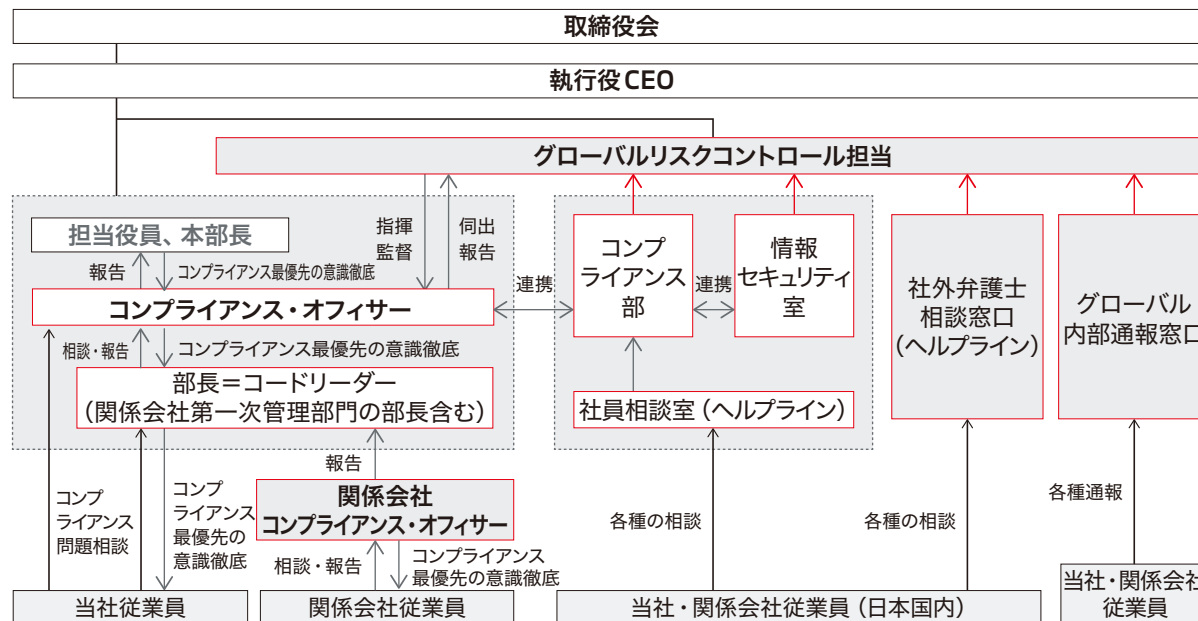 取締役会
執行役CEO
グローバルリスクコントロール担当
担当役員、本部長
報告
コンプライアンス最優先の意識徹底
指揮
監督
伺出
報告
コンプライアンス・オフィサー
連携
コンプ
ライアンス
部
連携
情報
セキュリティ
室
社外弁護士
相談窓口
(ヘルプライン)
グローバル
内部通報窓口
相談・報告
コンプライアンス最優先の意識徹底
部長=コードリーダー
(関係会社第一次管理部門の部長含む)
社員相談室(ヘルプライン)
報告
関係会社
コンプライアンス・オフィサー
コンプ
ライアンス
問題相談
コンプ
ライアンス
最優先の
意識徹底
相談・報告
コンプライアンス
最優先の意識徹底
各種の相談
各種の相談
各種通報
当社従業員
関係会社従業員
当社・関係会社従業員(日本国内)
当社・関係会社
従業員